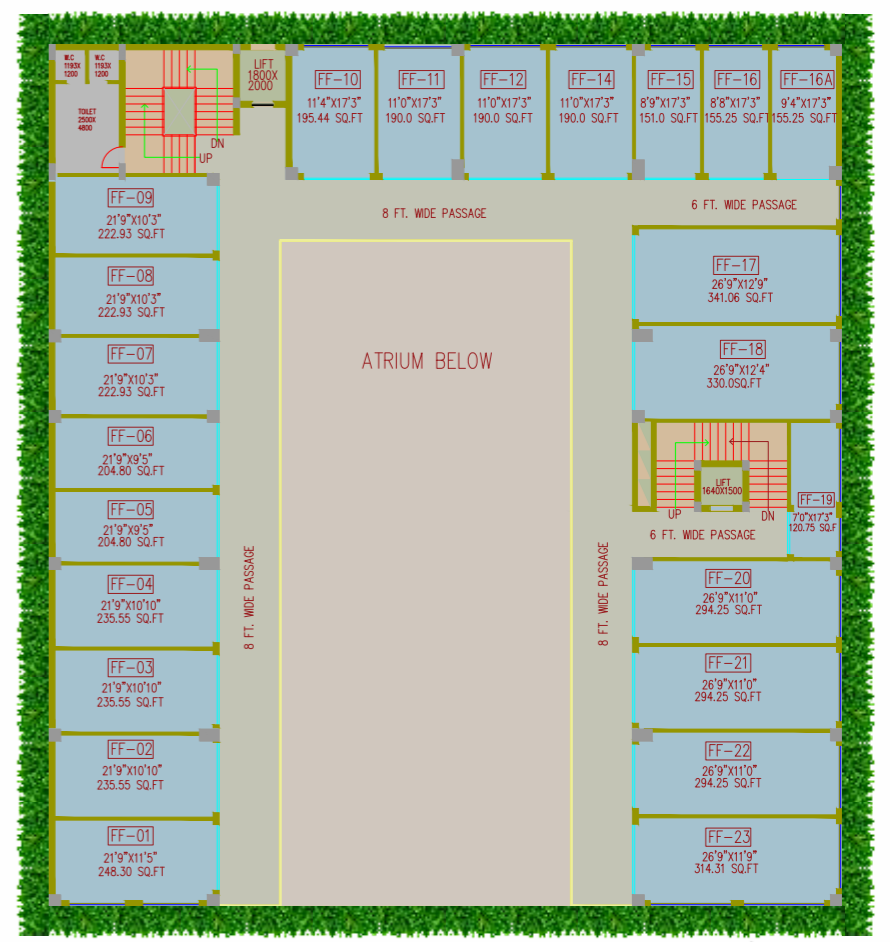 W.C
1193X
1200
W.C
1193X
1200
TOILET
2500X
4800
DN
UP
LIFT
1800X
2000
FF-10
11'4"X17'3"
195.44 SQ.FT
FF-11
11'0"X17'3"
190.0 SQ.FT
FF-12
11'0"X17'3"
190.0 SQ.FT
FF-14
11'0"X17'3"
190.0 SQ.FT
FF-15
8'9"X17'3"
151.0 SQ.FT
FF-16
8'8"X17'3"
155.25 SQ.FT
FF-16A
9'4"X17'3"
155.25 SQ.FT
8 FT. WIDE PASSAGE
6 FT. WIDE PASSAGE
FF-09
21'9"X10'3"
222.93 SQ.FT
FF-08
21'9"X10'3"
222.93 SQ.FT
FF-07
21'9"X10'3"
222.93 SQ.FT
FF-06
21'9"X9'5"
204.80 SQ.FT
FF-05
21'9"X9'5"
204.80 SQ.FT
FF-04
21'9"X10'10"
235.55 SQ.FT
FF-03
21'9"X10'10"
235.55 SQ.FT
FF-02
21'9"X10'10"
235.55 SQ.FT
FF-01
21'9"X11'5"
248.30 SQ.FT
8 FT. WIDE PASSAGE
ATRIUM BELOW
8 FT. WIDE PASSAGE
FF-17
26'9"X12'9"
341.06 SQ.FT
FF-18
26'9"X12'4"
330.0SQ.FT
LIFT
1640X1500
UP
DN
FF-19
7'0"X17'3"
120.75 SQ.F
6 FT. WIDE PASSAGE
FF-20
26'9"X11'0"
294.25 SQ.FT
FF-21
26'9"X11'0"
294.25 SQ.FT
FF-22
26'9"X11'0"
294.25 SQ.FT
FF-23
26'9"X11'9"
314.31 SQ.FT